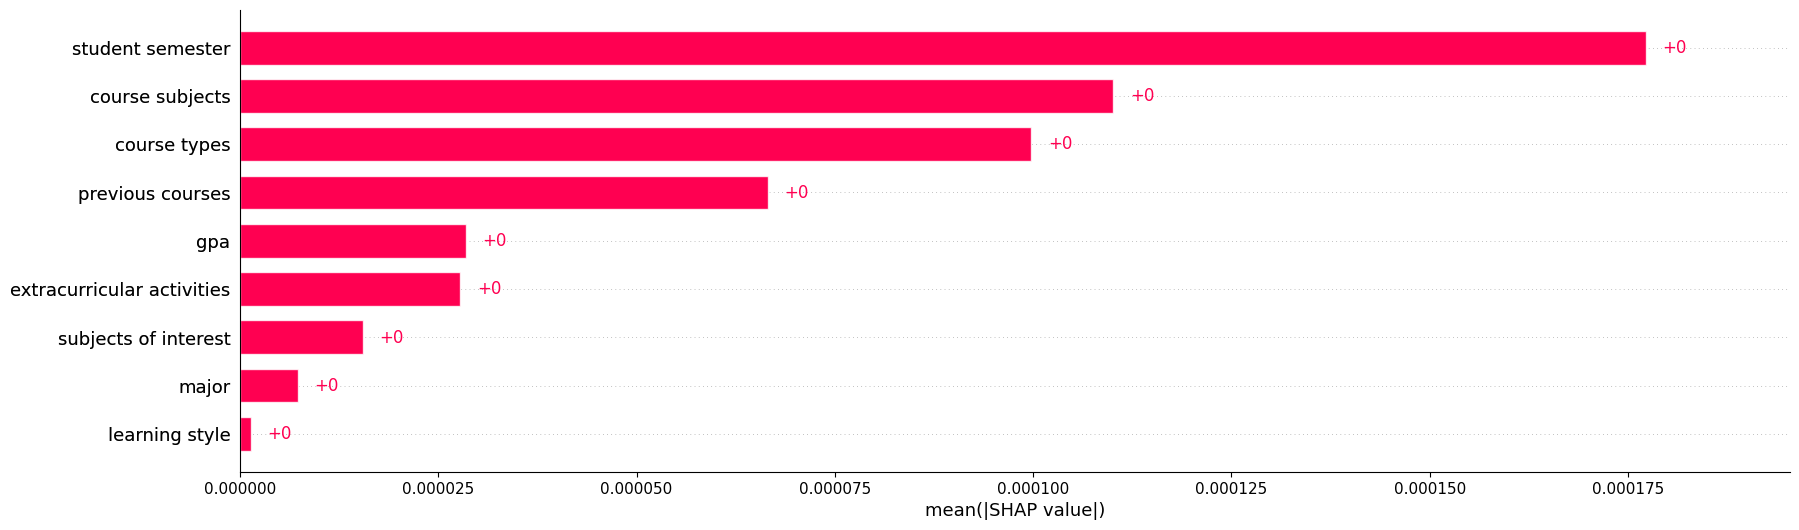 student semester +0
course subjects +0
course types +0
previous courses +0
gpa +0
extracurricular activities +0
subjects of interest +0
major +0
learning style +0
0.000000 0.000025 0.000050 0.000075 0.000100 0.000125 0.000150 0.000175
mean(|SHAP value|)